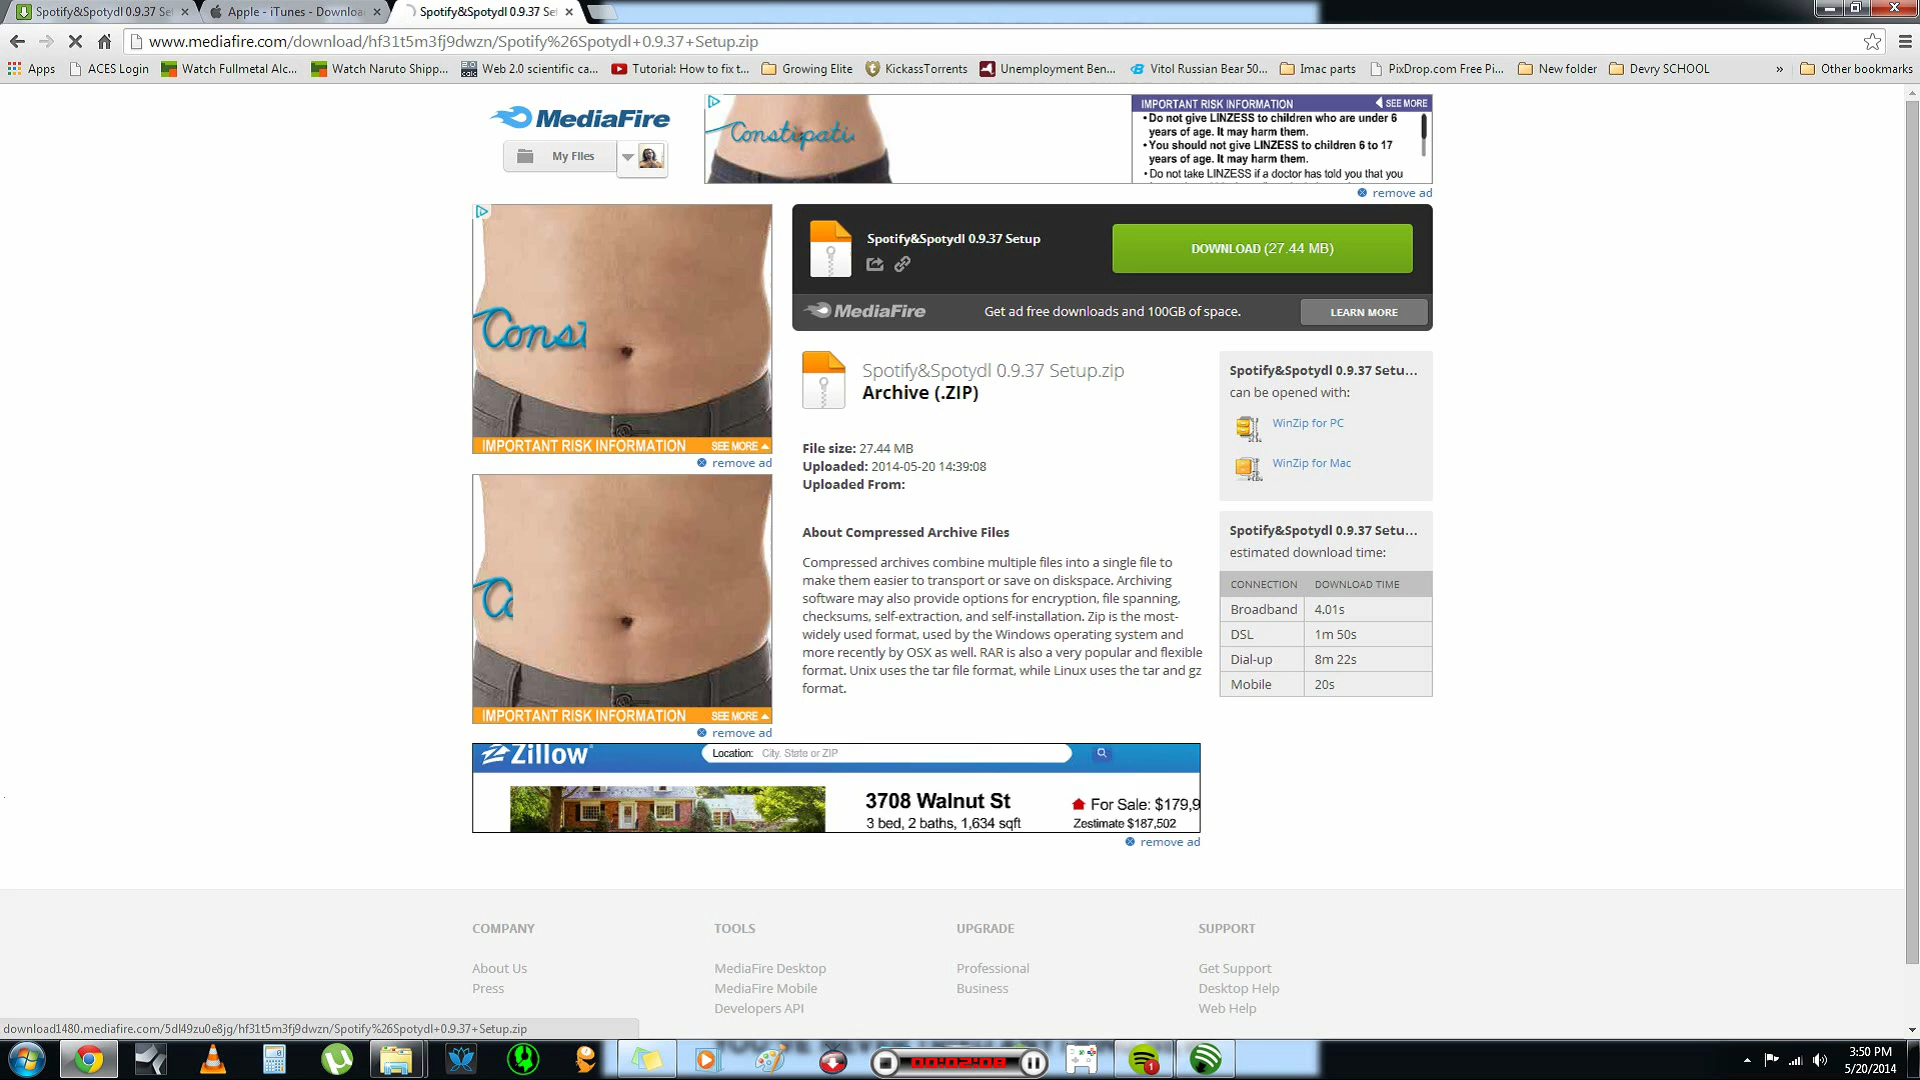 Spotify&Spotydl 0.9.37 Se
Apple - iTunes - Downloa
Spotify&Spotydl 0.9.37 Se
www.mediafire.com/download/hf31t5m3fj9dwzn/Spotify%26Spotydl+0.9.37+Setup.zip
Apps
ACES Login
Watch Fullmetal Alc...
Watch Naruto Shipp...
Web 2.0 scientific ca...
Tutorial: How to fix t...
Growing Elite
KickassTorrents
Unemployment Ben...
Vitol Russian Bear 50...
Imac parts
PixDrop.com Free Pi...
New folder
Devry SCHOOL
»
Other bookmarks
MediaFire
My Files
Constipati
IMPORTANT RISK INFORMATION
SEE MORE
• Do not give LINZESS to children who are under 6
years of age. It may harm them.
• You should not give LINZESS to children 6 to 17
years of age. It may harm them.
• Do not take LINZESS if a doctor has told you that you
remove ad
Const
IMPORTANT RISK INFORMATION
SEE MORE
remove ad
Co
IMPORTANT RISK INFORMATION
SEE MORE
remove ad
Spotify&Spotydl 0.9.37 Setup
DOWNLOAD (27.44 MB)
MediaFire
Get ad free downloads and 100GB of space.
LEARN MORE
Spotify&Spotydl 0.9.37 Setup.zip
Archive (.ZIP)
File size: 27.44 MB
Uploaded: 2014-05-20 14:39:08
Uploaded From:
About Compressed Archive Files
Compressed archives combine multiple files into a single file to
make them easier to transport or save on diskspace. Archiving
software may also provide options for encryption, file spanning,
checksums, self-extraction, and self-installation. Zip is the most-
widely used format, used by the Windows operating system and
more recently by OSX as well. RAR is also a very popular and flexible
format. Unix uses the tar file format, while Linux uses the tar and gz
format.
Spotify&Spotydl 0.9.37 Setu...
can be opened with:
WinZip for PC
WinZip for Mac
Spotify&Spotydl 0.9.37 Setu...
estimated download time:
CONNECTION DOWNLOAD TIME
Broadband 4.01s
DSL 1m 50s
Dial-up 8m 22s
Mobile 20s
Zillow
Location: City, State or ZIP
3708 Walnut St
3 bed, 2 baths, 1,634 sqft
For Sale: $179,9
Zestimate $187,502
remove ad
COMPANY
About Us
Press
TOOLS
MediaFire Desktop
MediaFire Mobile
Developers API
UPGRADE
Professional
Business
SUPPORT
Get Support
Desktop Help
Web Help
download1480.mediafire.com/5dl49zu0e8jg/hf31t5m3fj9dwzn/Spotify%26Spotydl+0.9.37+Setup.zip
00:02:08
1
3:50 PM
5/20/2014